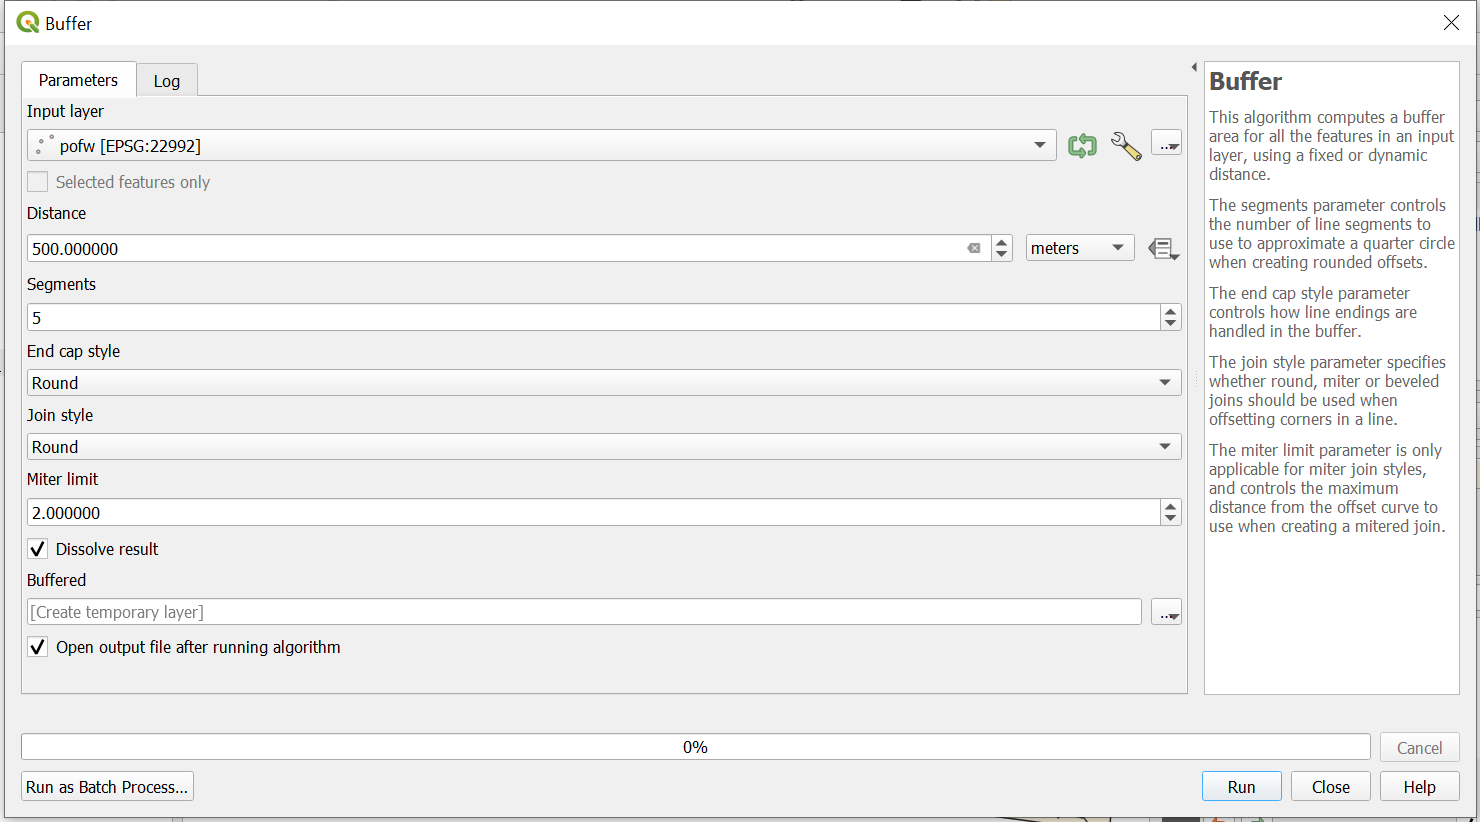 Buffer
Parameters
Log
Input layer
pofw [EPSG:22992]
...
Selected features only
Distance
500.000000
meters
Segments
5
End cap style
Round
Join style
Round
Miter limit
2.000000
Dissolve result
Buffered
[Create temporary layer]
...
Open output file after running algorithm
Buffer
This algorithm computes a buffer
area for all the features in an input
layer, using a fixed or dynamic
distance.
The segments parameter controls
the number of line segments to
use to approximate a quarter circle
when creating rounded offsets.
The end cap style parameter
controls how line endings are
handled in the buffer.
The join style parameter specifies
whether round, miter or beveled
joins should be used when
offsetting corners in a line.
The miter limit parameter is only
applicable for miter join styles,
and controls the maximum
distance from the offset curve to
use when creating a mitered join.
0%
Cancel
Run as Batch Process...
Run
Close
Help